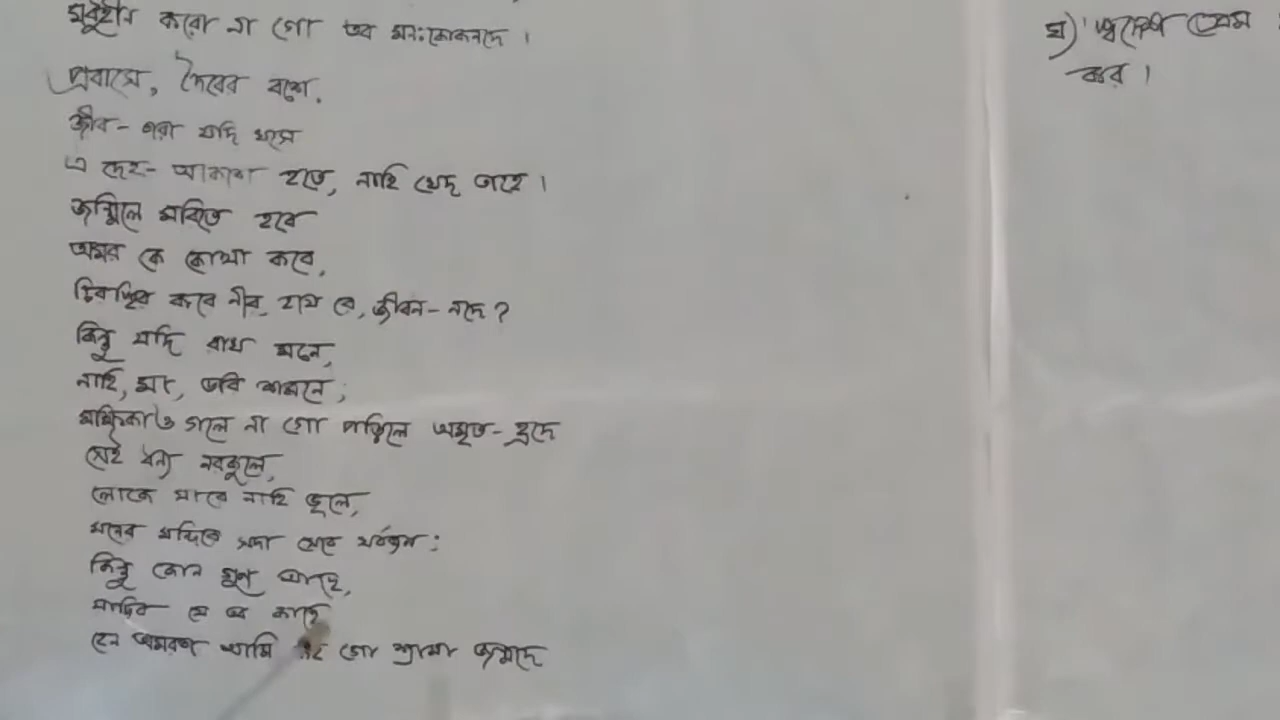 মধুহীন করো না গো তব মনঃকোকনদে।
প্রবাসে, দৈবের বশে,
জীব-তারা যদি খসে
এ দেহ-আকাশ হতে, নাহি খেদ তাহে।
জন্মিলে মরিতে হবে
অমর কে কোথা কবে,
চিরস্থির কবে নীর, হায় রে, জীবন-নদে?
কিন্তু যদি রাখ মনে,
নাহি, মা, ডরি শমনে;
মক্ষিকাও গলে না গো পড়িলে অমৃত-হ্রদে
সেই ধন্য নরকুলে,
লোকে যারে নাহি ভুলে,
মনের মন্দিরে সদা সেবে সর্বজন;
কিন্তু কোন গুণ আছে,
যাচিব যে তব কাছে
হেন অমরতা আমি গো শ্যামা জন্মদে
ঘ) 'স্বদেশ প্রেম
কর।